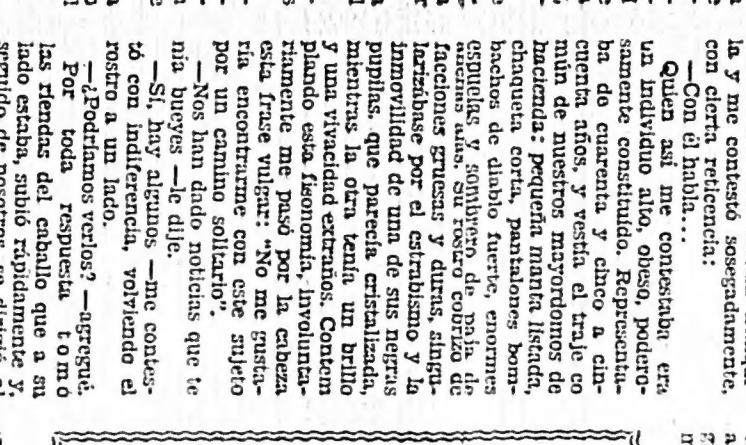 la y me contestó sosegadamente,
con cierta reticencia:
—Con él habla...
Quien asi me contestaba era
un individuo alto, obeso, podero-
samente constituído. Representa-
ba de cuarenta y cinco a cin-
cuenta años, y vestía el traje co
mún de nuestros mayordomos de
hacienda: pequeña manta listada,
chaqueta corta, pantalones bom-
bachos de diablo fuerte, enormes
espuelas y sombrero de paja de
anchas alas. Su rostro cobrizo de
facciones gruesas y duras, singu-
larizábase por el estrabismo y la
inmovilidad de una de sus negras
pupilas, que parecía cristalizada,
mientras la otra tenía un brillo
y una vivacidad extraños. Contem
plando esta fisonomía, involunta-
riamente me pasó por la cabeza
esta frase vulgar: "No me gusta-
ría encontrarme con este sujeto
por un camino solitario".
—Nos han dado noticias que te
nía bueyes —le dije.
—Sí, hay algunos —me contes-
tó con indiferencia, volviendo el
rostro a un lado.
—¿Podríamos verlos? —agregué.
Por toda respuesta tomó
las riendas del caballo que a su
lado estaba, subió rápidamente y,
seguido de nosotros se dirigió al